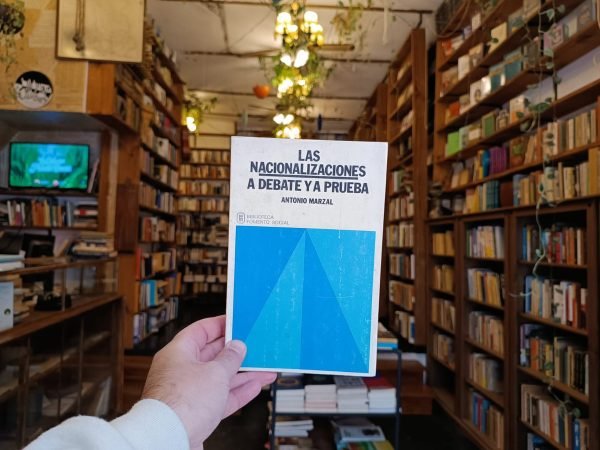 LAS
NACIONALIZACIONES
A DEBATE Y A PRUEBA
ANTONIO MARZAL
BIBLIOTECA
FOMENTO SOCIAL